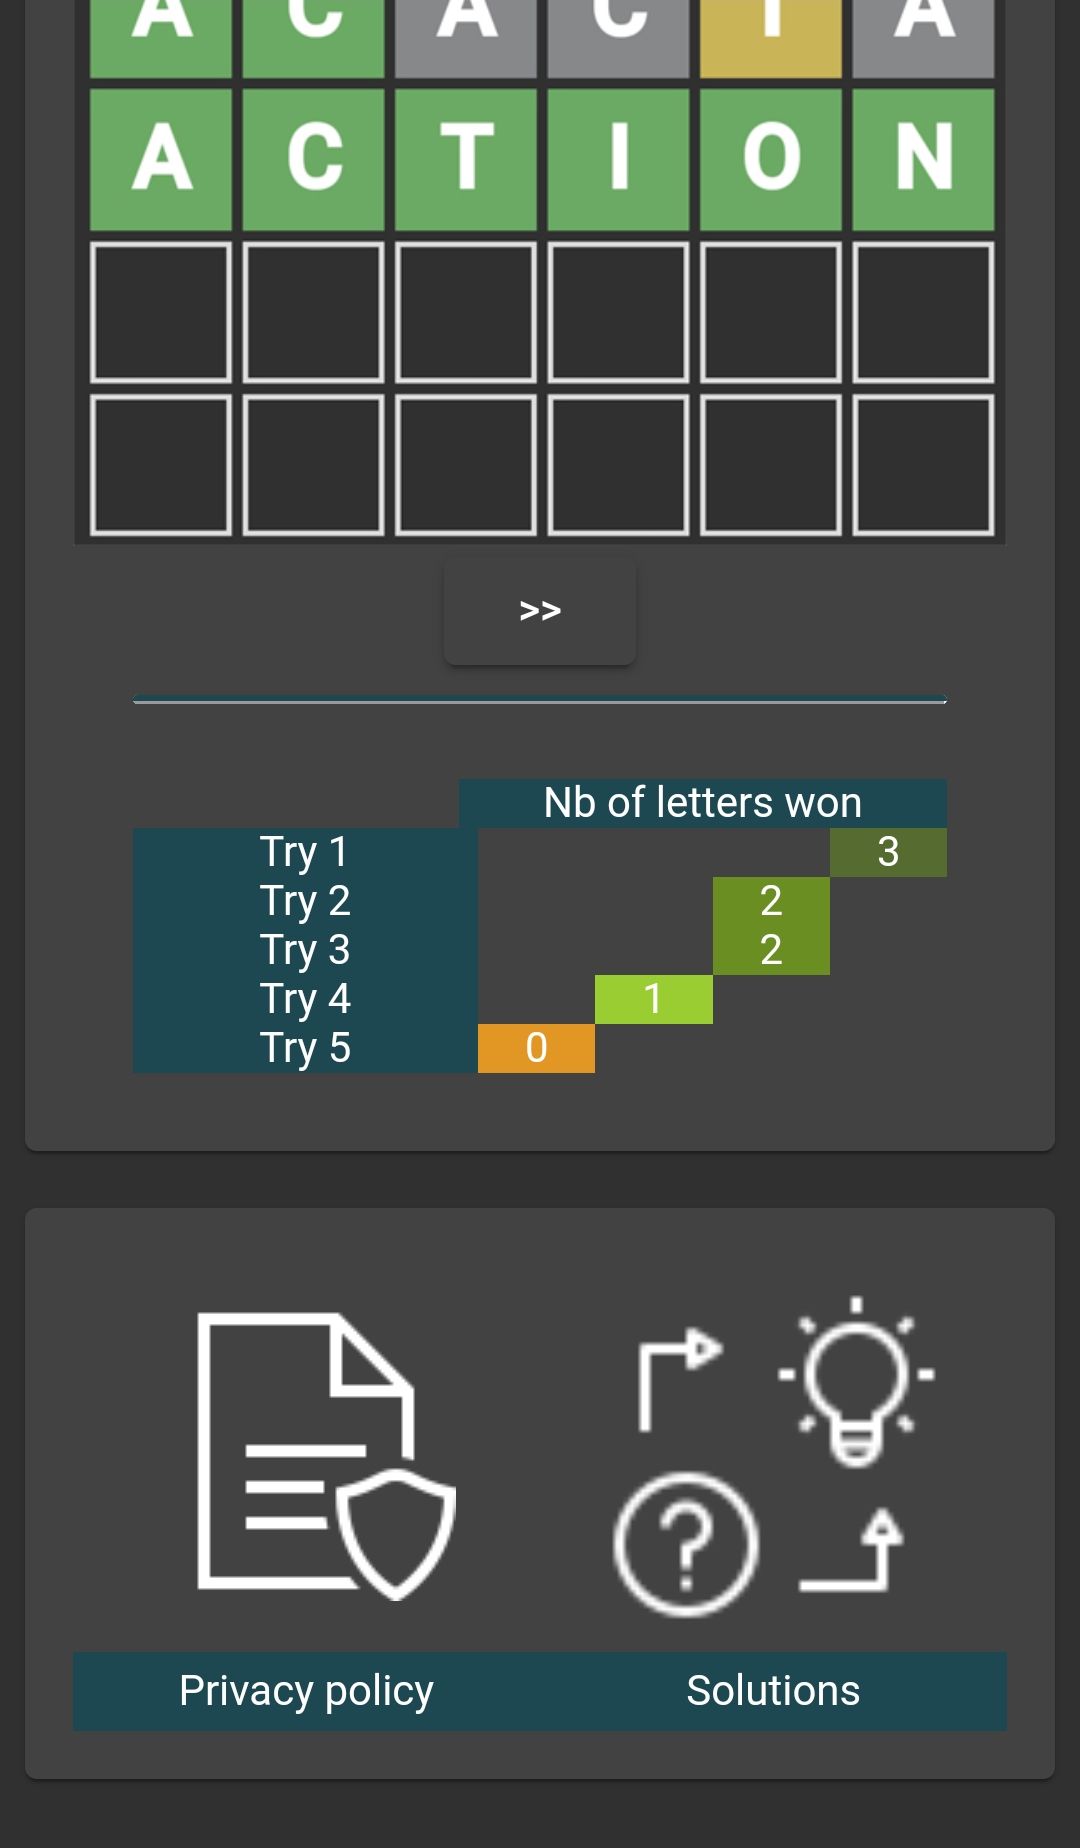 A C A C I A
A C T I O N
>>
Nb of letters won
Try 1 3
Try 2 2
Try 3 2
Try 4 1
Try 5 0
?
Privacy policy Solutions